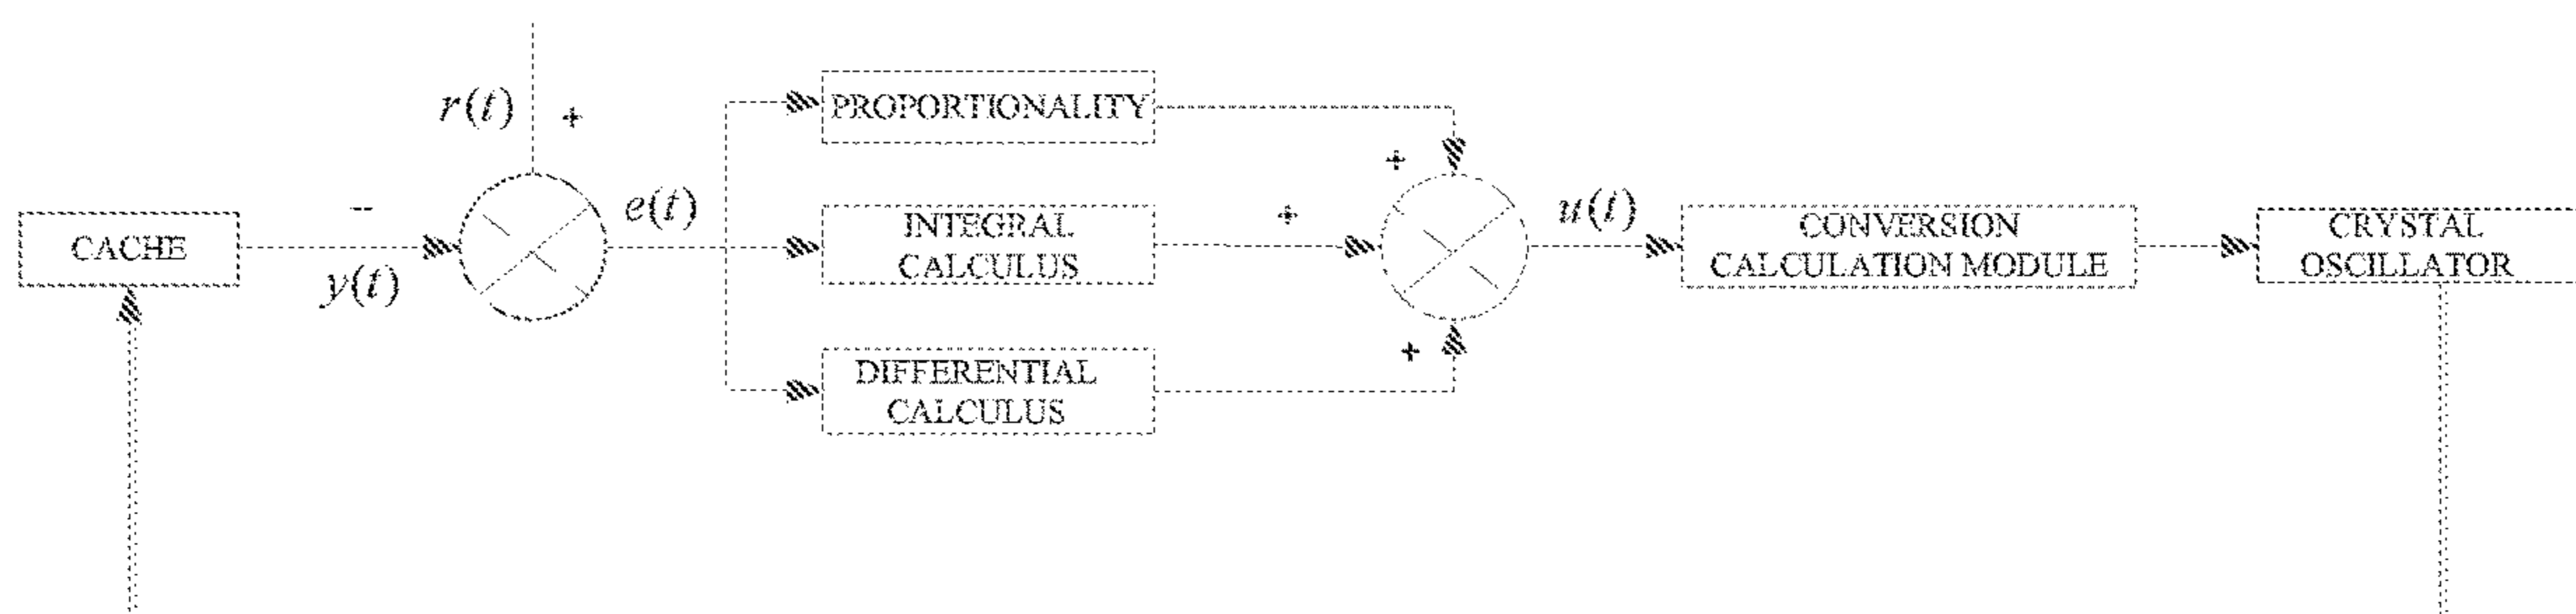 r(t)
+
PROPORTIONALITY
+
CACHE
−
y(t)
e(t)
INTEGRAL
CALCULUS
+
u(t)
CONVERSION
CALCULATION MODULE
CRYSTAL
OSCILLATOR
DIFFERENTIAL
CALCULUS
+